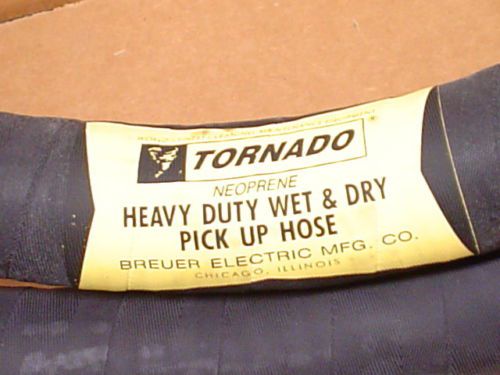 TORNADO
NEOPRENE
HEAVY DUTY WET & DRY
PICK UP HOSE
BREUER ELECTRIC MFG. CO.
CHICAGO, ILLINOIS